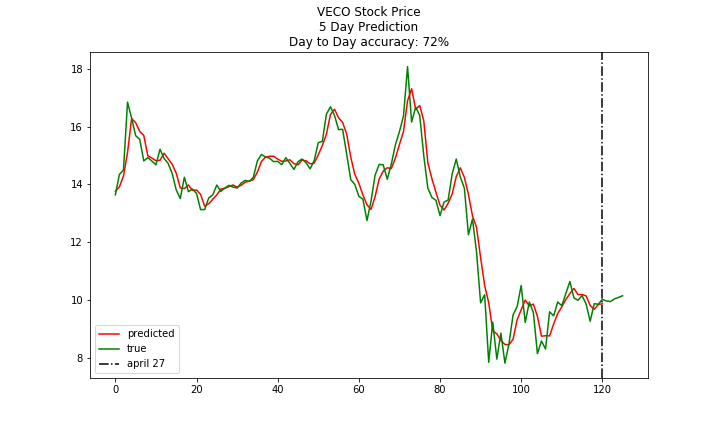 VECO Stock Price
5 Day Prediction
Day to Day accuracy: 72%
18
16
14
12
10
8
predicted
true
april 27
0
20
40
60
80
100
120